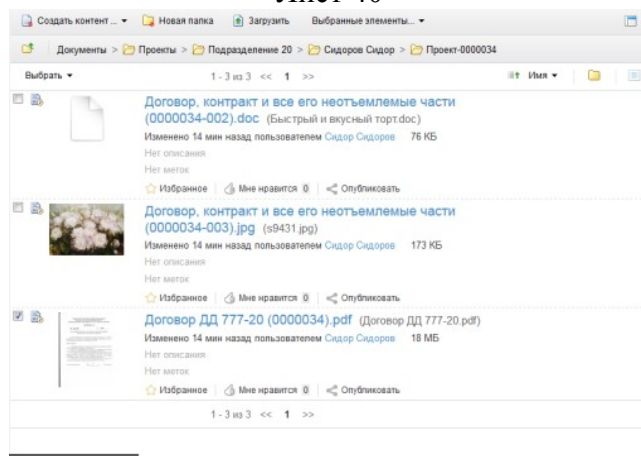 Создать контент ... Новая папка Загрузить Выбранные элементы...
Документы > Проекты > Подразделение 20 > Сидоров Сидор > Проект-0000034
Выбрать 1 - 3 из 3 << 1 >> Имя
Договор, контракт и все его неотъемлемые части
(0000034-002).doc (Быстрый и вкусный торт.doc)
Изменено 14 мин назад пользователем Сидор Сидоров 76 КБ
Нет описания
Нет меток
Избранное Мне нравится 0 Опубликовать
Договор, контракт и все его неотъемлемые части
(0000034-003).jpg (s9431.jpg)
Изменено 14 мин назад пользователем Сидор Сидоров 173 КБ
Нет описания
Нет меток
Избранное Мне нравится 0 Опубликовать
Договор ДД 777-20 (0000034).pdf (Договор ДД 777-20.pdf)
Изменено 14 мин назад пользователем Сидор Сидоров 18 МБ
Нет описания
Нет меток
Избранное Мне нравится 0 Опубликовать
1 - 3 из 3 << 1 >>